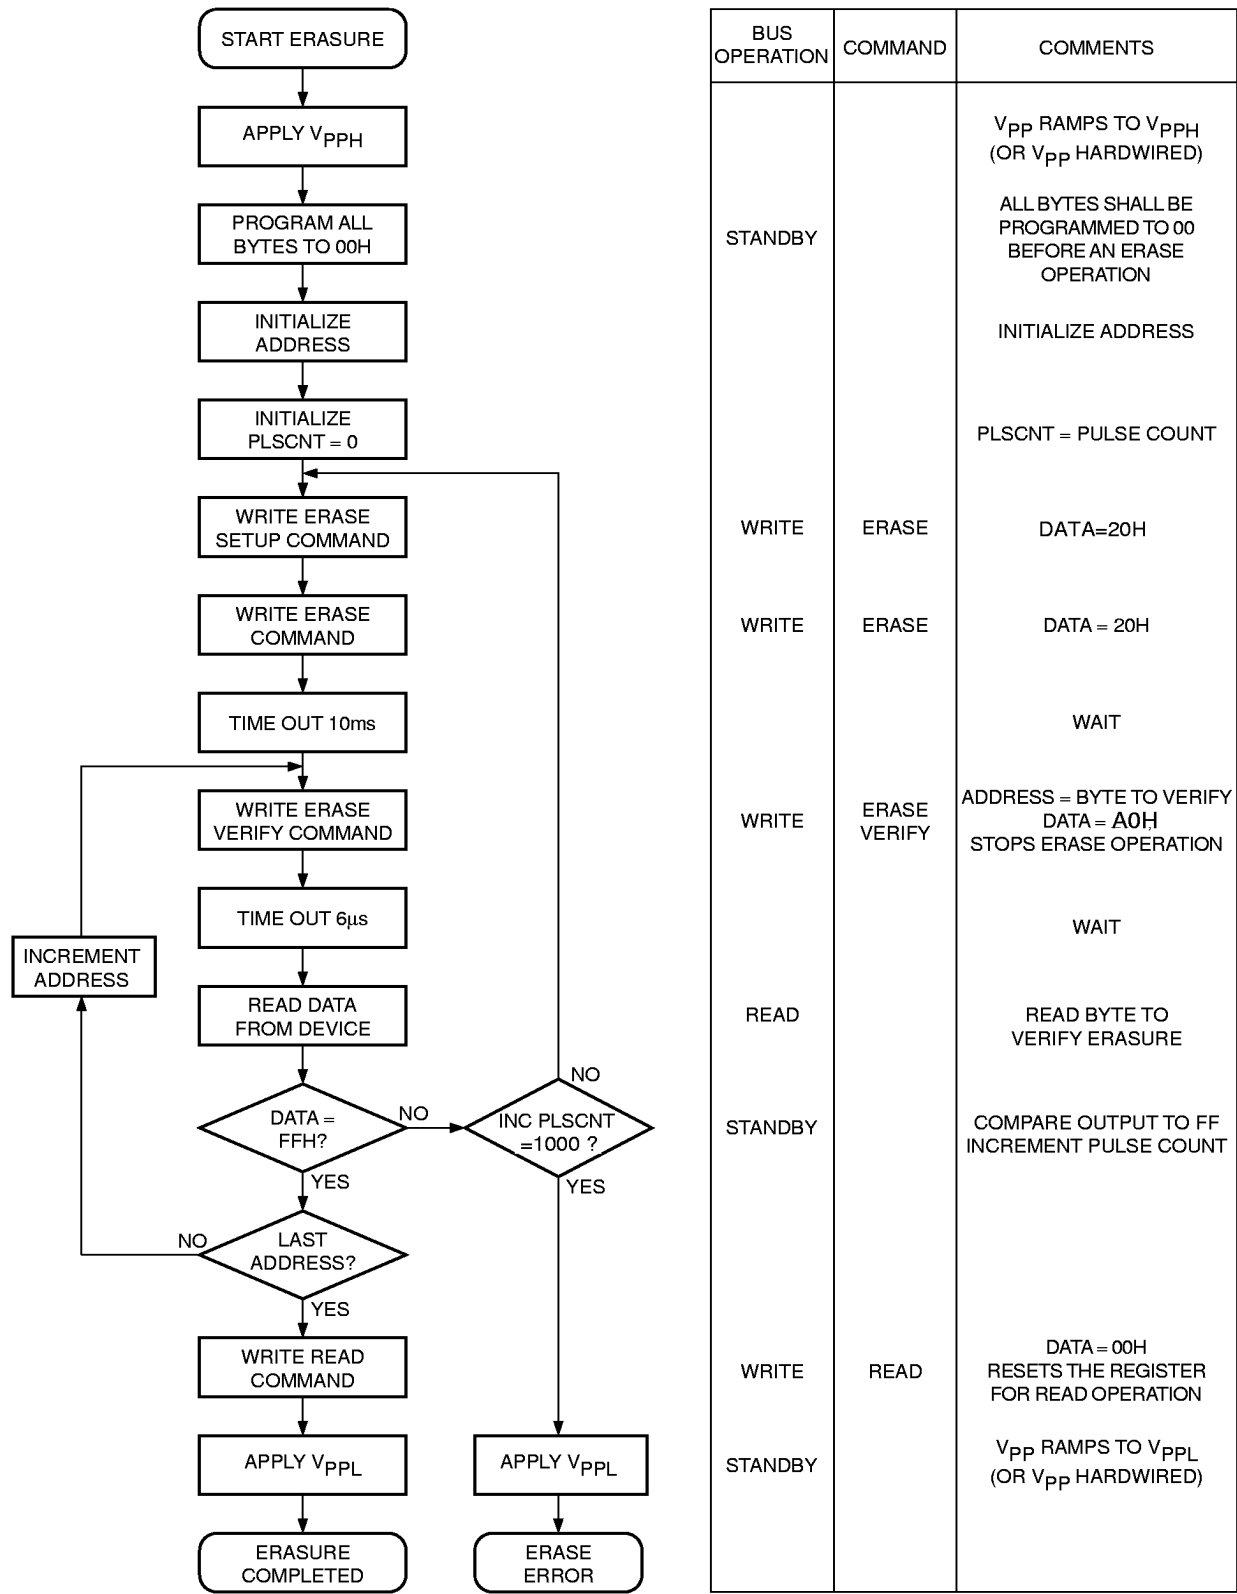 START ERASURE
APPLY VPPH
PROGRAM ALL
BYTES TO 00H
INITIALIZE
ADDRESS
INITIALIZE
PLSCNT = 0
WRITE ERASE
SETUP COMMAND
WRITE ERASE
COMMAND
TIME OUT 10ms
WRITE ERASE
VERIFY COMMAND
TIME OUT 6µs
INCREMENT
ADDRESS
READ DATA
FROM DEVICE
DATA =
FFH?
NO
INC PLSCNT
=1000 ?
NO
YES
YES
LAST
ADDRESS?
NO
YES
WRITE READ
COMMAND
APPLY VPPL
APPLY VPPL
ERASURE
COMPLETED
ERASE
ERROR
BUS
OPERATION
COMMAND
COMMENTS
VPP RAMPS TO VPPH
(OR VPP HARDWIRED)
STANDBY
ALL BYTES SHALL BE
PROGRAMMED TO 00
BEFORE AN ERASE
OPERATION
INITIALIZE ADDRESS
PLSCNT = PULSE COUNT
WRITE
ERASE
DATA=20H
WRITE
ERASE
DATA = 20H
WAIT
WRITE
ERASE
VERIFY
ADDRESS = BYTE TO VERIFY
DATA = A0H;
STOPS ERASE OPERATION
WAIT
READ
READ BYTE TO
VERIFY ERASURE
STANDBY
COMPARE OUTPUT TO FF
INCREMENT PULSE COUNT
WRITE
READ
DATA = 00H
RESETS THE REGISTER
FOR READ OPERATION
STANDBY
VPP RAMPS TO VPPL
(OR VPP HARDWIRED)